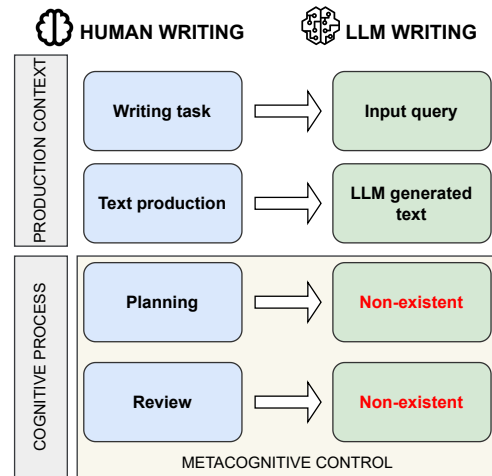 HUMAN WRITING
LLM WRITING
PRODUCTION CONTEXT
Writing task
Input query
Text production
LLM generated
text
COGNITIVE PROCESS
Planning
Non-existent
Review
Non-existent
METACOGNITIVE CONTROL